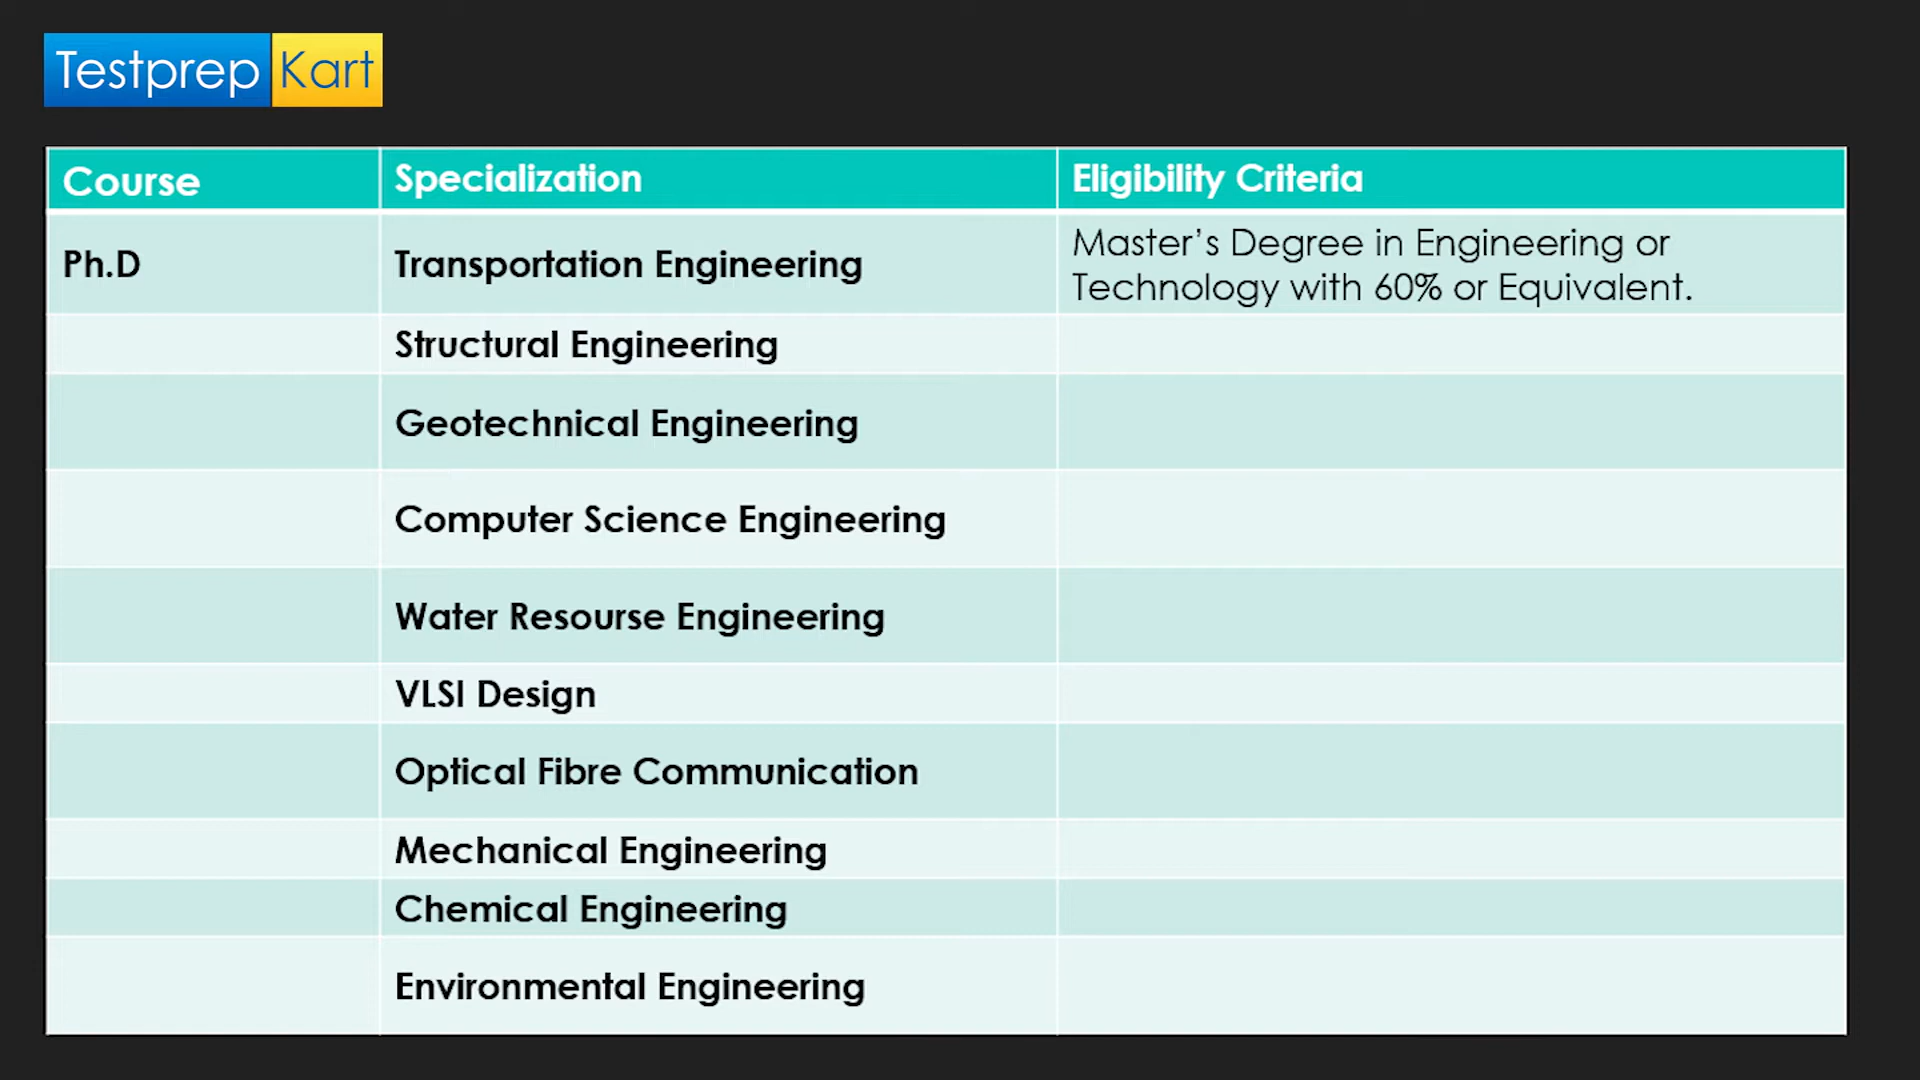 Testprep Kart
Course Specialization Eligibility Criteria
Ph.D Transportation Engineering Master’s Degree in Engineering or
Technology with 60% or Equivalent.
Structural Engineering
Geotechnical Engineering
Computer Science Engineering
Water Resourse Engineering
VLSI Design
Optical Fibre Communication
Mechanical Engineering
Chemical Engineering
Environmental Engineering